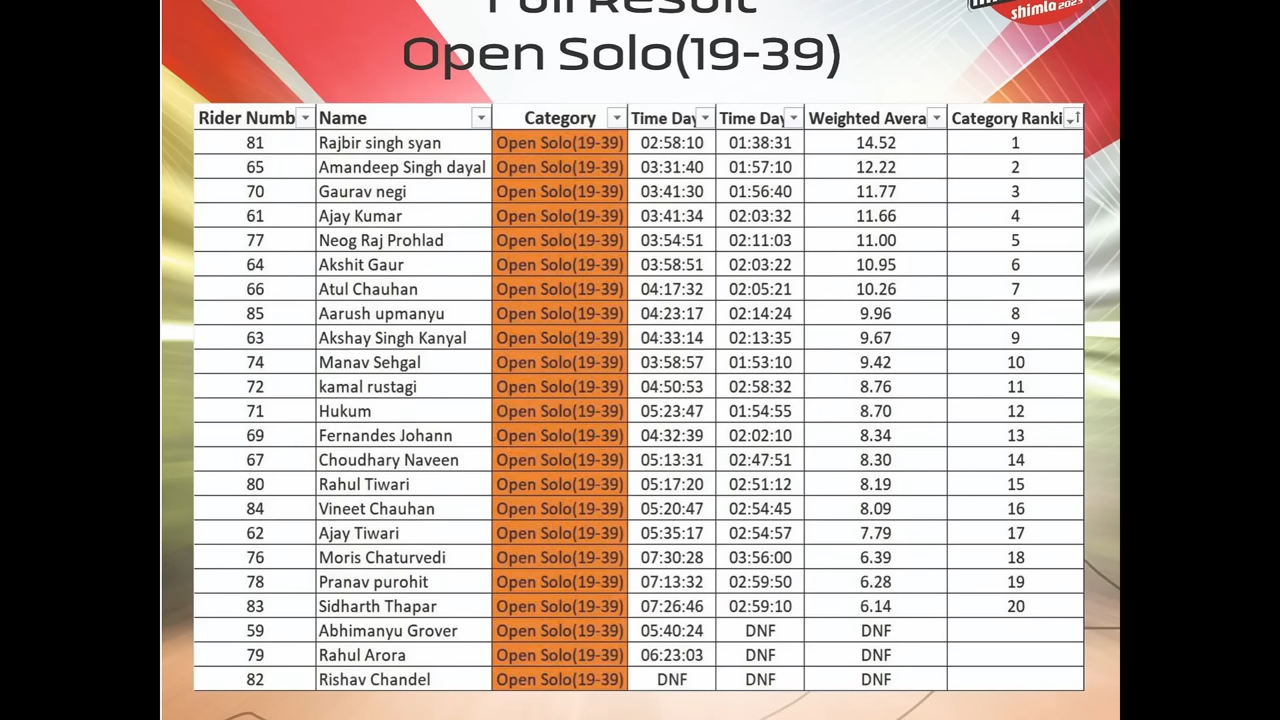 Full Result
shimla 2023
Open Solo(19-39)
Rider Numb Name Category Time Day Time Day Weighted Avera Category Ranki
81 Rajbir singh syan Open Solo(19-39) 02:58:10 01:38:31 14.52 1
65 Amandeep Singh dayal Open Solo(19-39) 03:31:40 01:57:10 12.22 2
70 Gaurav negi Open Solo(19-39) 03:41:30 01:56:40 11.77 3
61 Ajay Kumar Open Solo(19-39) 03:41:34 02:03:32 11.66 4
77 Neog Raj Prohlad Open Solo(19-39) 03:54:51 02:11:03 11.00 5
64 Akshit Gaur Open Solo(19-39) 03:58:51 02:03:22 10.95 6
66 Atul Chauhan Open Solo(19-39) 04:17:32 02:05:21 10.26 7
85 Aarush upmanyu Open Solo(19-39) 04:23:17 02:14:24 9.96 8
63 Akshay Singh Kanyal Open Solo(19-39) 04:33:14 02:13:35 9.67 9
74 Manav Sehgal Open Solo(19-39) 03:58:57 01:53:10 9.42 10
72 kamal rustagi Open Solo(19-39) 04:50:53 02:58:32 8.76 11
71 Hukum Open Solo(19-39) 05:23:47 01:54:55 8.70 12
69 Fernandes Johann Open Solo(19-39) 04:32:39 02:02:10 8.34 13
67 Choudhary Naveen Open Solo(19-39) 05:13:31 02:47:51 8.30 14
80 Rahul Tiwari Open Solo(19-39) 05:17:20 02:51:12 8.19 15
84 Vineet Chauhan Open Solo(19-39) 05:20:47 02:54:45 8.09 16
62 Ajay Tiwari Open Solo(19-39) 05:35:17 02:54:57 7.79 17
76 Moris Chaturvedi Open Solo(19-39) 07:30:28 03:56:00 6.39 18
78 Pranav purohit Open Solo(19-39) 07:13:32 02:59:50 6.28 19
83 Sidharth Thapar Open Solo(19-39) 07:26:46 02:59:10 6.14 20
59 Abhimanyu Grover Open Solo(19-39) 05:40:24 DNF DNF
79 Rahul Arora Open Solo(19-39) 06:23:03 DNF DNF
82 Rishav Chandel Open Solo(19-39) DNF DNF DNF